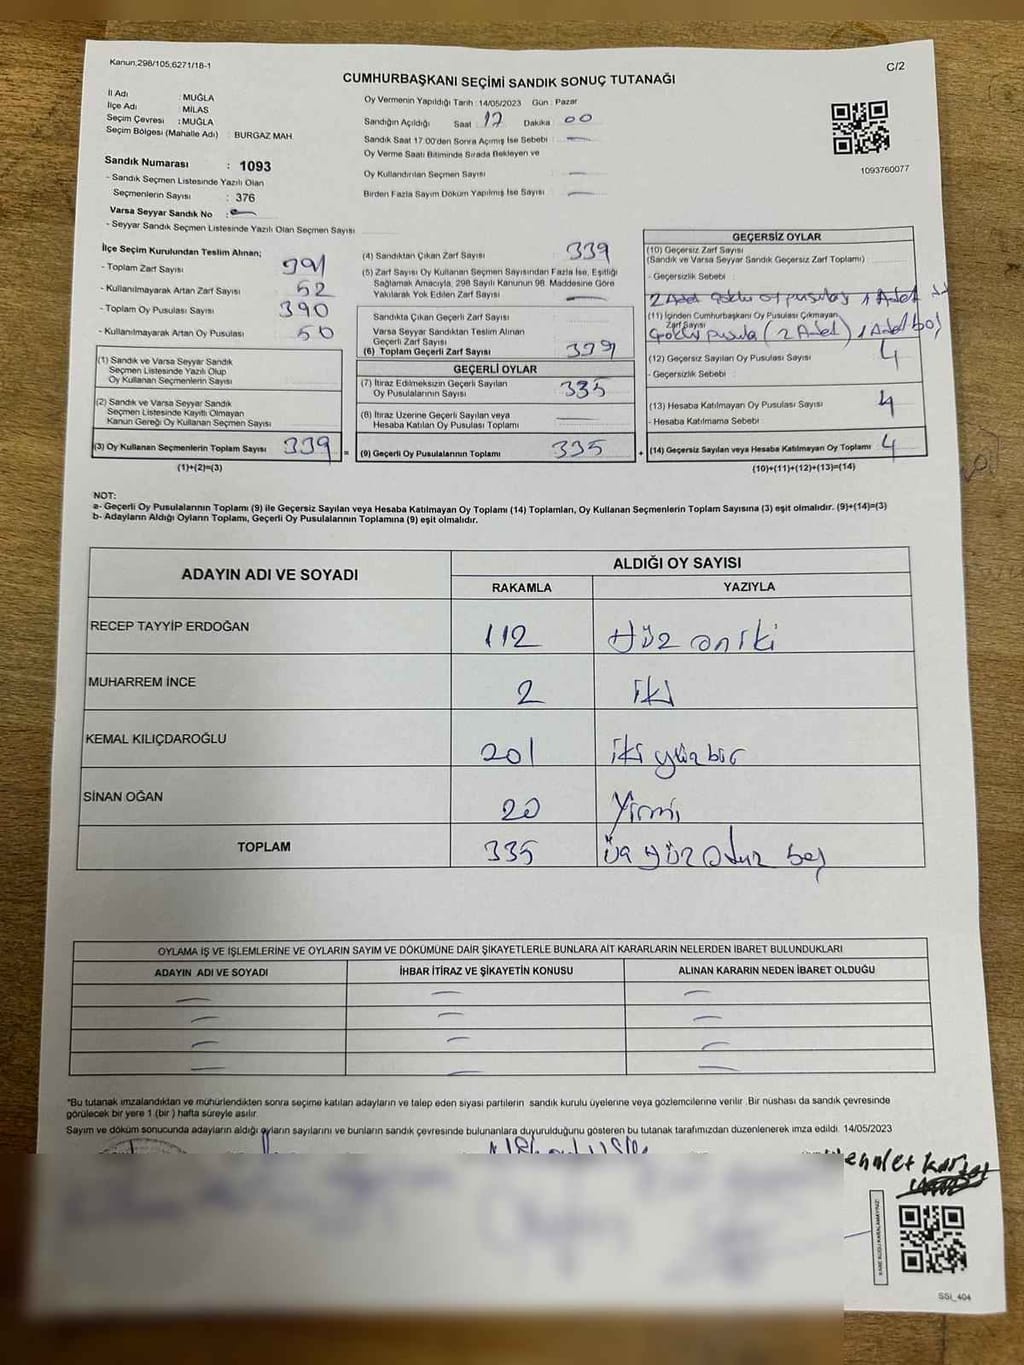 Kanun,298/105,6271/18-1
C/2
CUMHURBAŞKANI SEÇİMİ SANDIK SONUÇ TUTANAĞI
İl Adı : MUĞLA
İlçe Adı : MİLAS
Seçim Çevresi : MUĞLA
Seçim Bölgesi (Mahalle Adı) : BURGAZ MAH.
Sandık Numarası : 1093
- Sandık Seçmen Listesinde Yazılı Olan
Seçmenlerin Sayısı : 376
Varsa Seyyar Sandık No :
- Seyyar Sandık Seçmen Listesinde Yazılı Olan Seçmen Sayısı
Oy Vermenin Yapıldığı Tarih : 14/05/2023 Gün : Pazar
Sandığın Açıldığı Saat : 17 Dakika : 00
Sandık Saat 17:00'den Sonra Açımış İse Sebebi :
Oy Verme Saati Bitiminde Sırada Bekleyen ve
Oy Kullandırılan Seçmen Sayısı
Birden Fazla Sayım Döküm Yapılmış İse Sayısı
1093760077
İlçe Seçim Kurulundan Teslim Alınan;
- Toplam Zarf Sayısı 391
- Kullanılmayarak Artan Zarf Sayısı 52
- Toplam Oy Pusulası Sayısı 390
- Kullanılmayarak Artan Oy Pusulası 50
(1) Sandık ve Varsa Seyyar Sandık
Seçmen Listesinde Yazılı Olup
Oy Kullanan Seçmenlerin Sayısı
(2) Sandık ve Varsa Seyyar Sandık
Seçmen Listesinde Kayıtlı Olmayan
Kanun Gereği Oy Kullanan Seçmen Sayısı
(3) Oy Kullanan Seçmenlerin Toplam Sayısı 339 =
(1)+(2)=(3)
(4) Sandıktan Çıkan Zarf Sayısı 339
(5) Zarf Sayısı Oy Kullanan Seçmen Sayısından Fazla İse, Eşitliği
Sağlamak Amacıyla, 298 Sayılı Kanunun 98. Maddesine Göre
Yakılarak Yok Edilen Zarf Sayısı
Sandıkta Çıkan Geçerli Zarf Sayısı
Varsa Seyyar Sandıktan Teslim Alınan
Geçerli Zarf Sayısı
(6) Toplam Geçerli Zarf Sayısı 339
GEÇERLİ OYLAR
(7) İtiraz Edilmeksizin Geçerli Sayılan
Oy Pusulalarının Sayısı 335
(8) İtiraz Üzerine Geçerli Sayılan veya
Hesaba Katılan Oy Pusulası Toplamı
(9) Geçerli Oy Pusulalarının Toplamı 335 +
GEÇERSİZ OYLAR
(10) Geçersiz Zarf Sayısı
(Sandık ve Varsa Seyyar Sandık Geçersiz Zarf Toplamı) :
- Geçersizlik Sebebi :
2 Adet çoklu oy pusulası 1 Adet
(11) İçinden Cumhurbaşkanı Oy Pusulası Çıkmayan
Zarf Sayısı
Çoklu pusula (2 Adet) 1 Adet boş
(12) Geçersiz Sayılan Oy Pusulası Sayısı 4
- Geçersizlik Sebebi :
(13) Hesaba Katılmayan Oy Pusulası Sayısı 4
- Hesaba Katılmama Sebebi
(14) Geçersiz Sayılan veya Hesaba Katılmayan Oy Toplamı 4
(10)+(11)+(12)+(13)=(14)
NOT:
a- Geçerli Oy Pusulalarının Toplamı (9) ile Geçersiz Sayılan veya Hesaba Katılmayan Oy Toplamı (14) Toplamları, Oy Kullanan Seçmenlerin Toplam Sayısına (3) eşit olmalıdır. (9)+(14)=(3)
b- Adayların Aldığı Oyların Toplamı, Geçerli Oy Pusulalarının Toplamına (9) eşit olmalıdır.
ADAYIN ADI VE SOYADI
ALDIĞI OY SAYISI
RAKAMLA YAZIYLA
RECEP TAYYİP ERDOĞAN 112 Yüz on iki
MUHARREM İNCE 2 iki
KEMAL KILIÇDAROĞLU 201 iki yüz bir
SİNAN OĞAN 20 Yirmi
TOPLAM 335 üç yüz otuz beş
OYLAMA İŞ VE İŞLEMLERİNE VE OYLARIN SAYIM VE DÖKÜMÜNE DAİR ŞİKAYETLERLE BUNLARA AİT KARARLARIN NELERDEN İBARET BULUNDUKLARI
ADAYIN ADI VE SOYADI İHBAR İTİRAZ VE ŞİKAYETİN KONUSU ALINAN KARARIN NEDEN İBARET OLDUĞU
"Bu tutanak imzalandıktan ve mühürlendikten sonra seçime katılan adayların ve talep eden siyasi partilerin sandık kurulu üyelerine veya gözlemcilerine verilir. Bir nüshası da sandık çevresinde
görülecek bir yere 1 (bir ) hafta süreyle asılır.
Sayım ve döküm sonucunda adayların aldığı oyların sayılarını ve bunların sandık çevresinde bulunanlara duyurulduğunu gösteren bu tutanak tarafımızdan düzenlenerek imza edildi. 14/05/2023
KARE KODU KARALAMAYINIZ!
SSİ_404